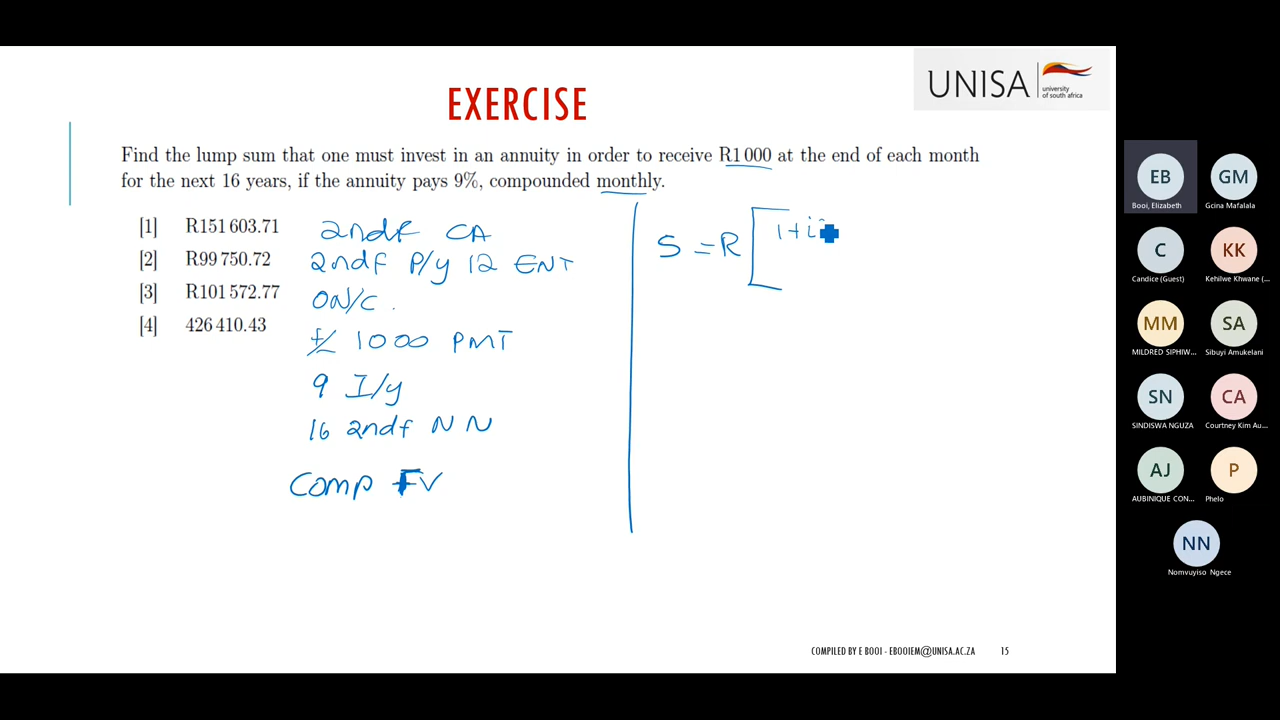 UNISA
university
of south africa
EXERCISE
Find the lump sum that one must invest in an annuity in order to receive R1 000 at the end of each month
for the next 16 years, if the annuity pays 9%, compounded monthly.
[1] R151 603.71
[2] R99 750.72
[3] R101 572.77
[4] 426 410.43
2ndf CA
2ndf P/y 12 ENT
ON/C .
+/- 1000 PMT
9 I/y
16 2ndf N N
COMP FV
S = R [ 1+i
COMPILED BY E BOOI - EBOOIEM@UNISA.AC.ZA 15
EB
Booi, Elizabeth
GM
Gcina Mafalala
C
Candice (Guest)
KK
Kehilwe Khwane (...
MM
MILDRED SIPHIW...
SA
Sibuyi Amukelani
SN
SINDISWA NGUZA
CA
Courtney Kim Au...
AJ
AUBINIQUE CON...
P
Phelo
NN
Nomvuyiso Ngece